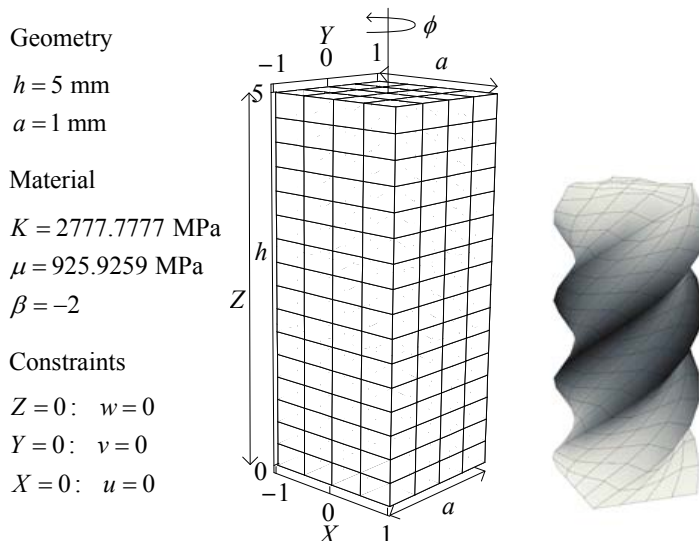 Geometry
h = 5 mm
a = 1 mm
Material
K = 2777.7777 MPa
μ = 925.9259 MPa
β = −2
Constraints
Z = 0 : w = 0
Y = 0 : v = 0
X = 0 : u = 0
ϕ
Y
−1 0 1
a
5
h
Z
0
−1 0 1
X
a